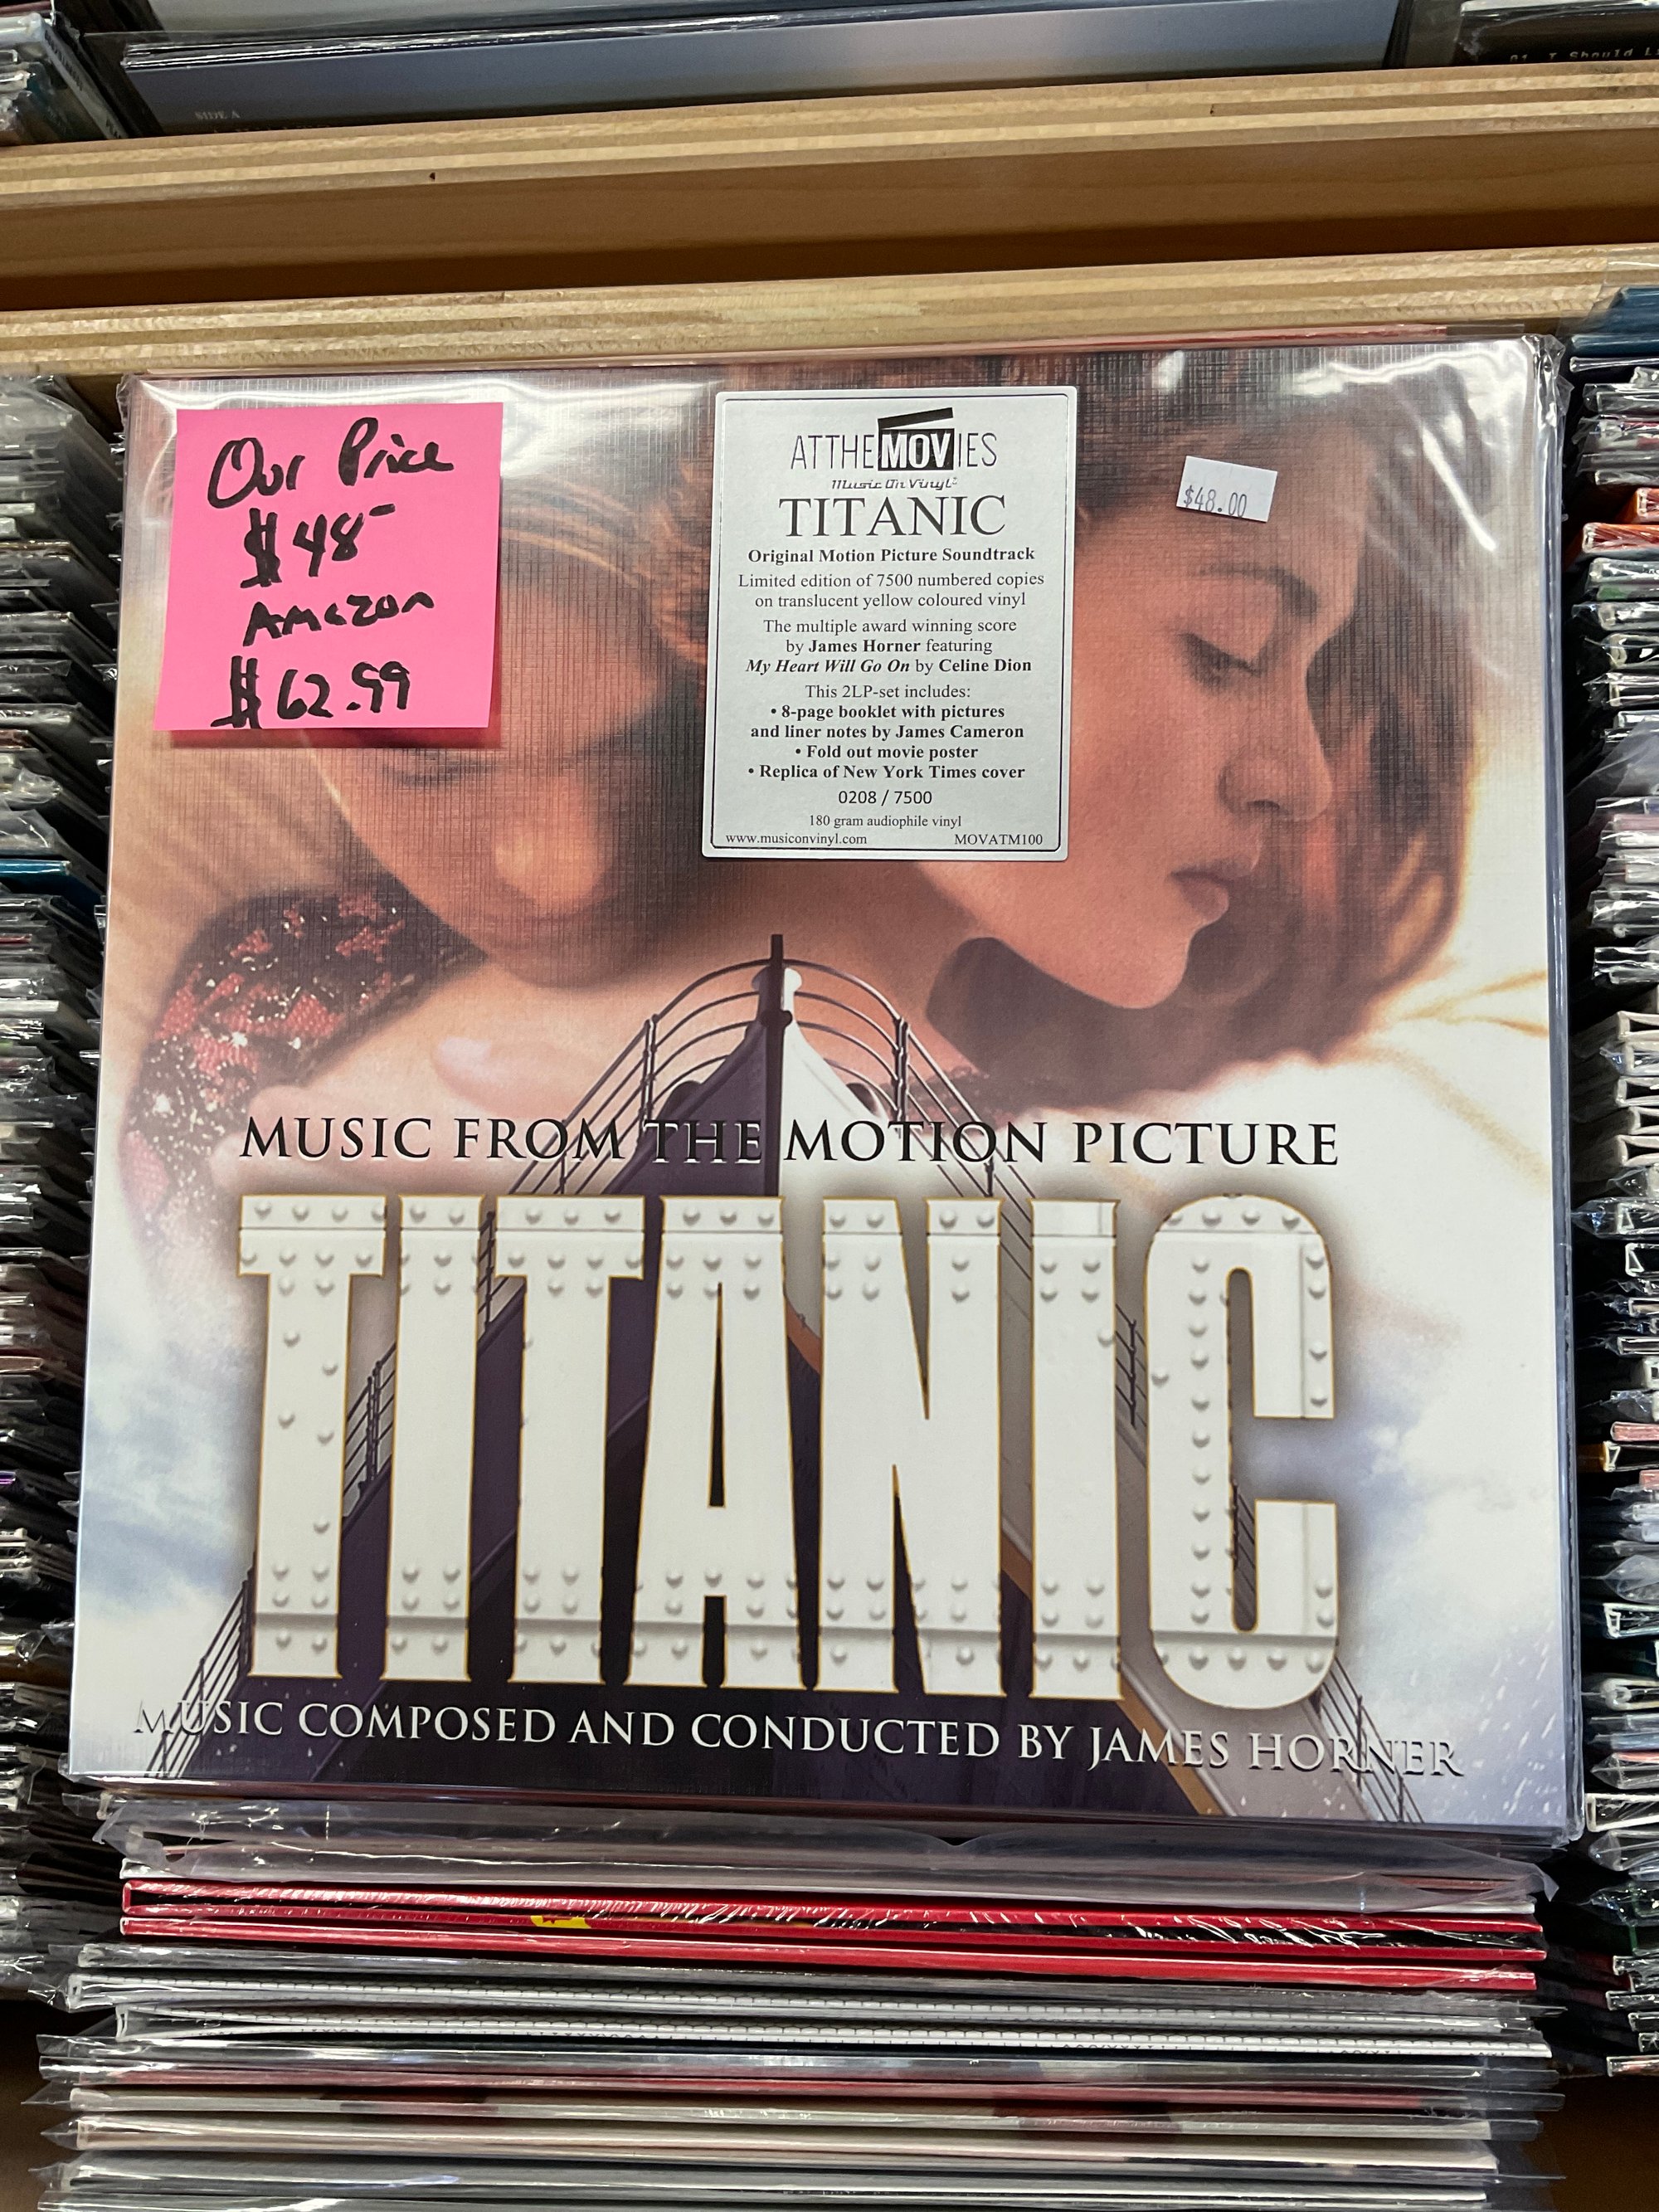 SIDE A
01. I Should Li
Our Price
$48-
Amazon
$62.99
ATTHEMOVIES
Music On Vinyl
TITANIC
Original Motion Picture Soundtrack
Limited edition of 7500 numbered copies
on translucent yellow coloured vinyl
The multiple award winning score
by James Horner featuring
My Heart Will Go On by Celine Dion
This 2LP-set includes:
• 8-page booklet with pictures
and liner notes by James Cameron
• Fold out movie poster
• Replica of New York Times cover
0208 / 7500
180 gram audiophile vinyl
www.musiconvinyl.com MOVATM100
$48.00
MUSIC FROM THE MOTION PICTURE
TITANIC
MUSIC COMPOSED AND CONDUCTED BY JAMES HORNER